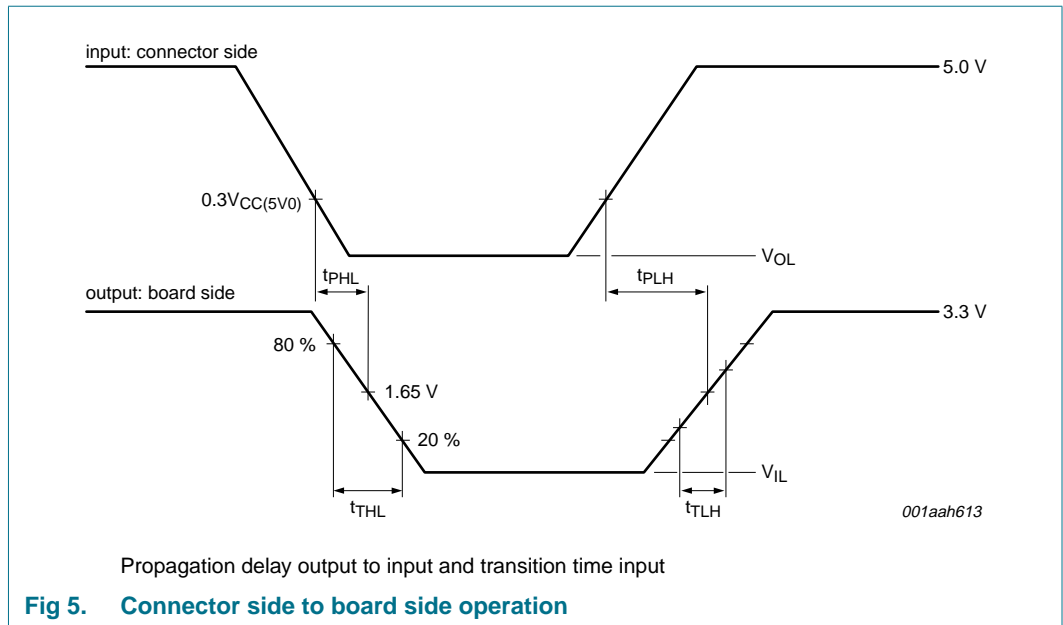 input: connector side
5.0 V
0.3VCC(5V0)
VOL
tPHL
tPLH
output: board side
3.3 V
80 %
1.65 V
20 %
VIL
tTHL
tTLH
001aah613
Propagation delay output to input and transition time input
Fig 5. Connector side to board side operation